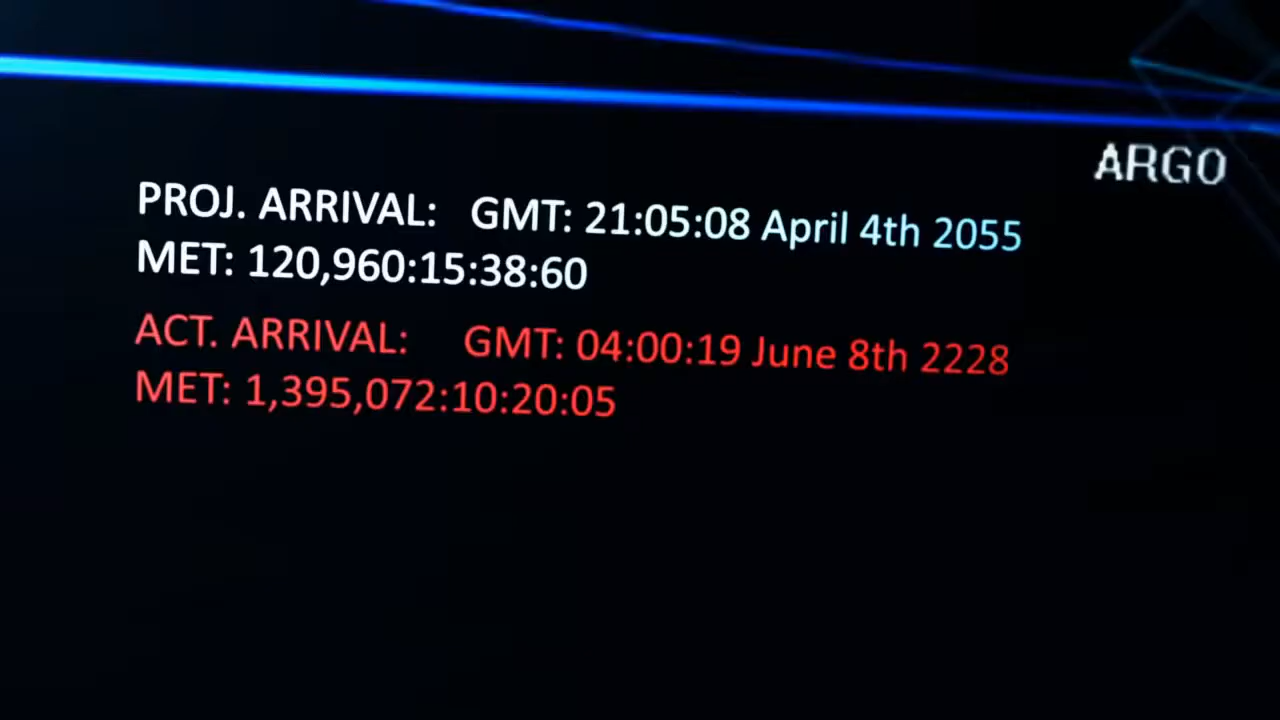 ARGO
PROJ. ARRIVAL: GMT: 21:05:08 April 4th 2055
MET: 120,960:15:38:60
ACT. ARRIVAL: GMT: 04:00:19 June 8th 2228
MET: 1,395,072:10:20:05